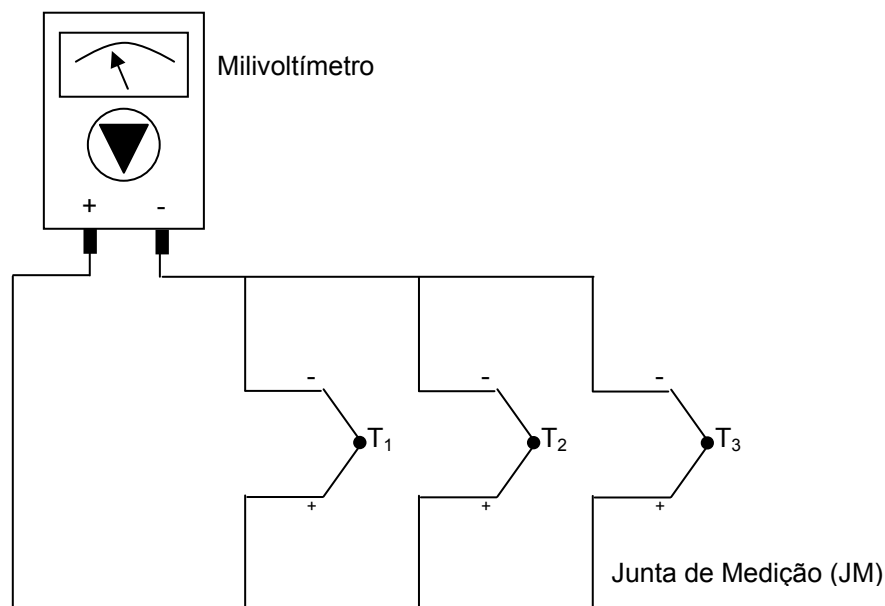 Milivoltímetro
+ -
- - -
T1 T2 T3
+ + +
Junta de Medição (JM)